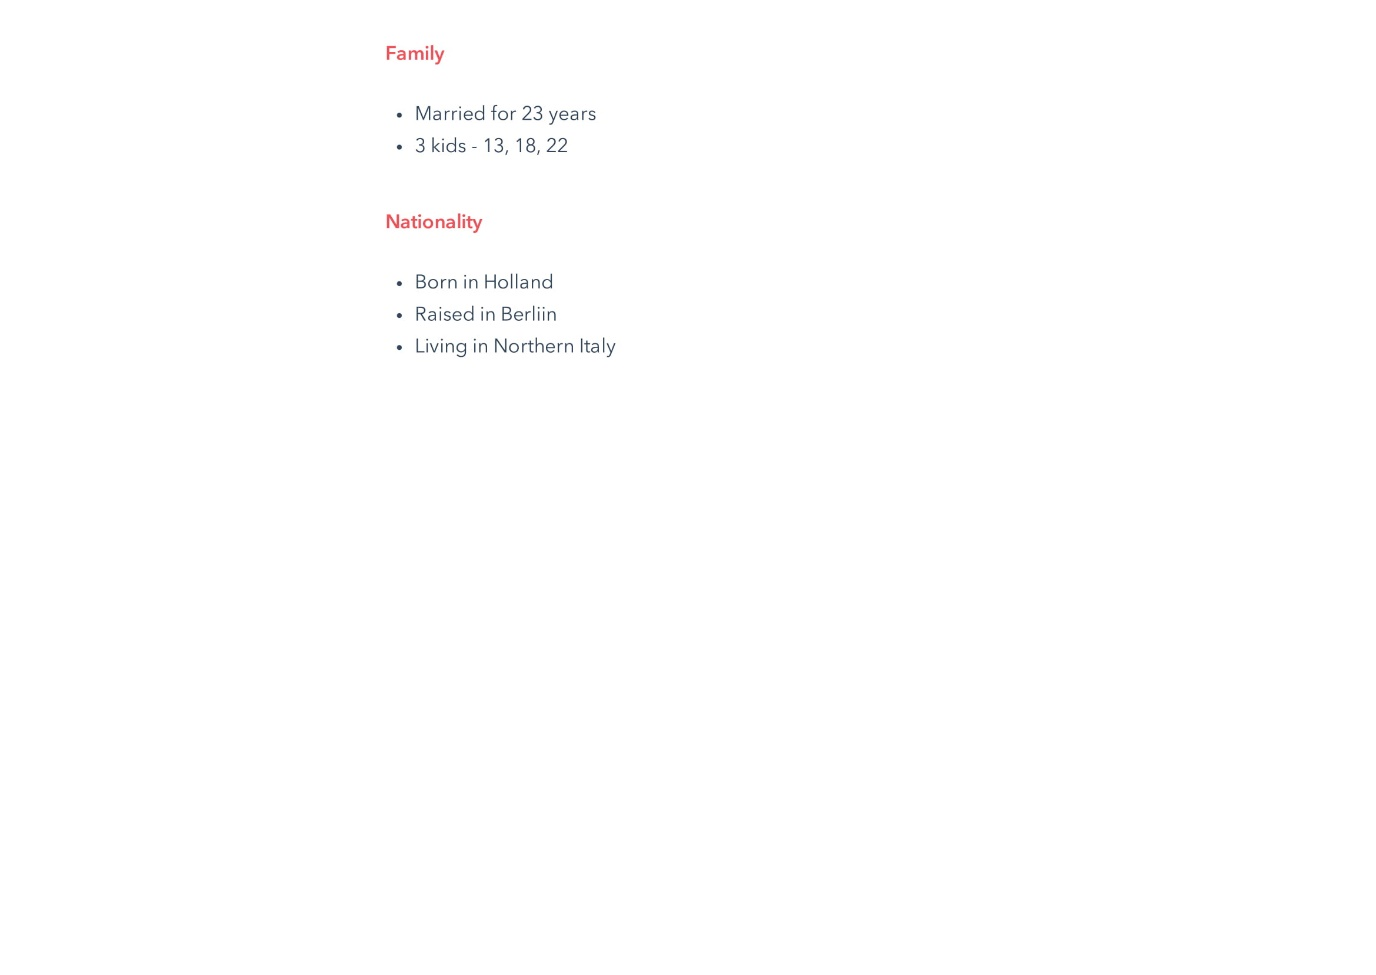 Family
• Married for 23 years
• 3 kids - 13, 18, 22
Nationality
• Born in Holland
• Raised in Berliin
• Living in Northern Italy